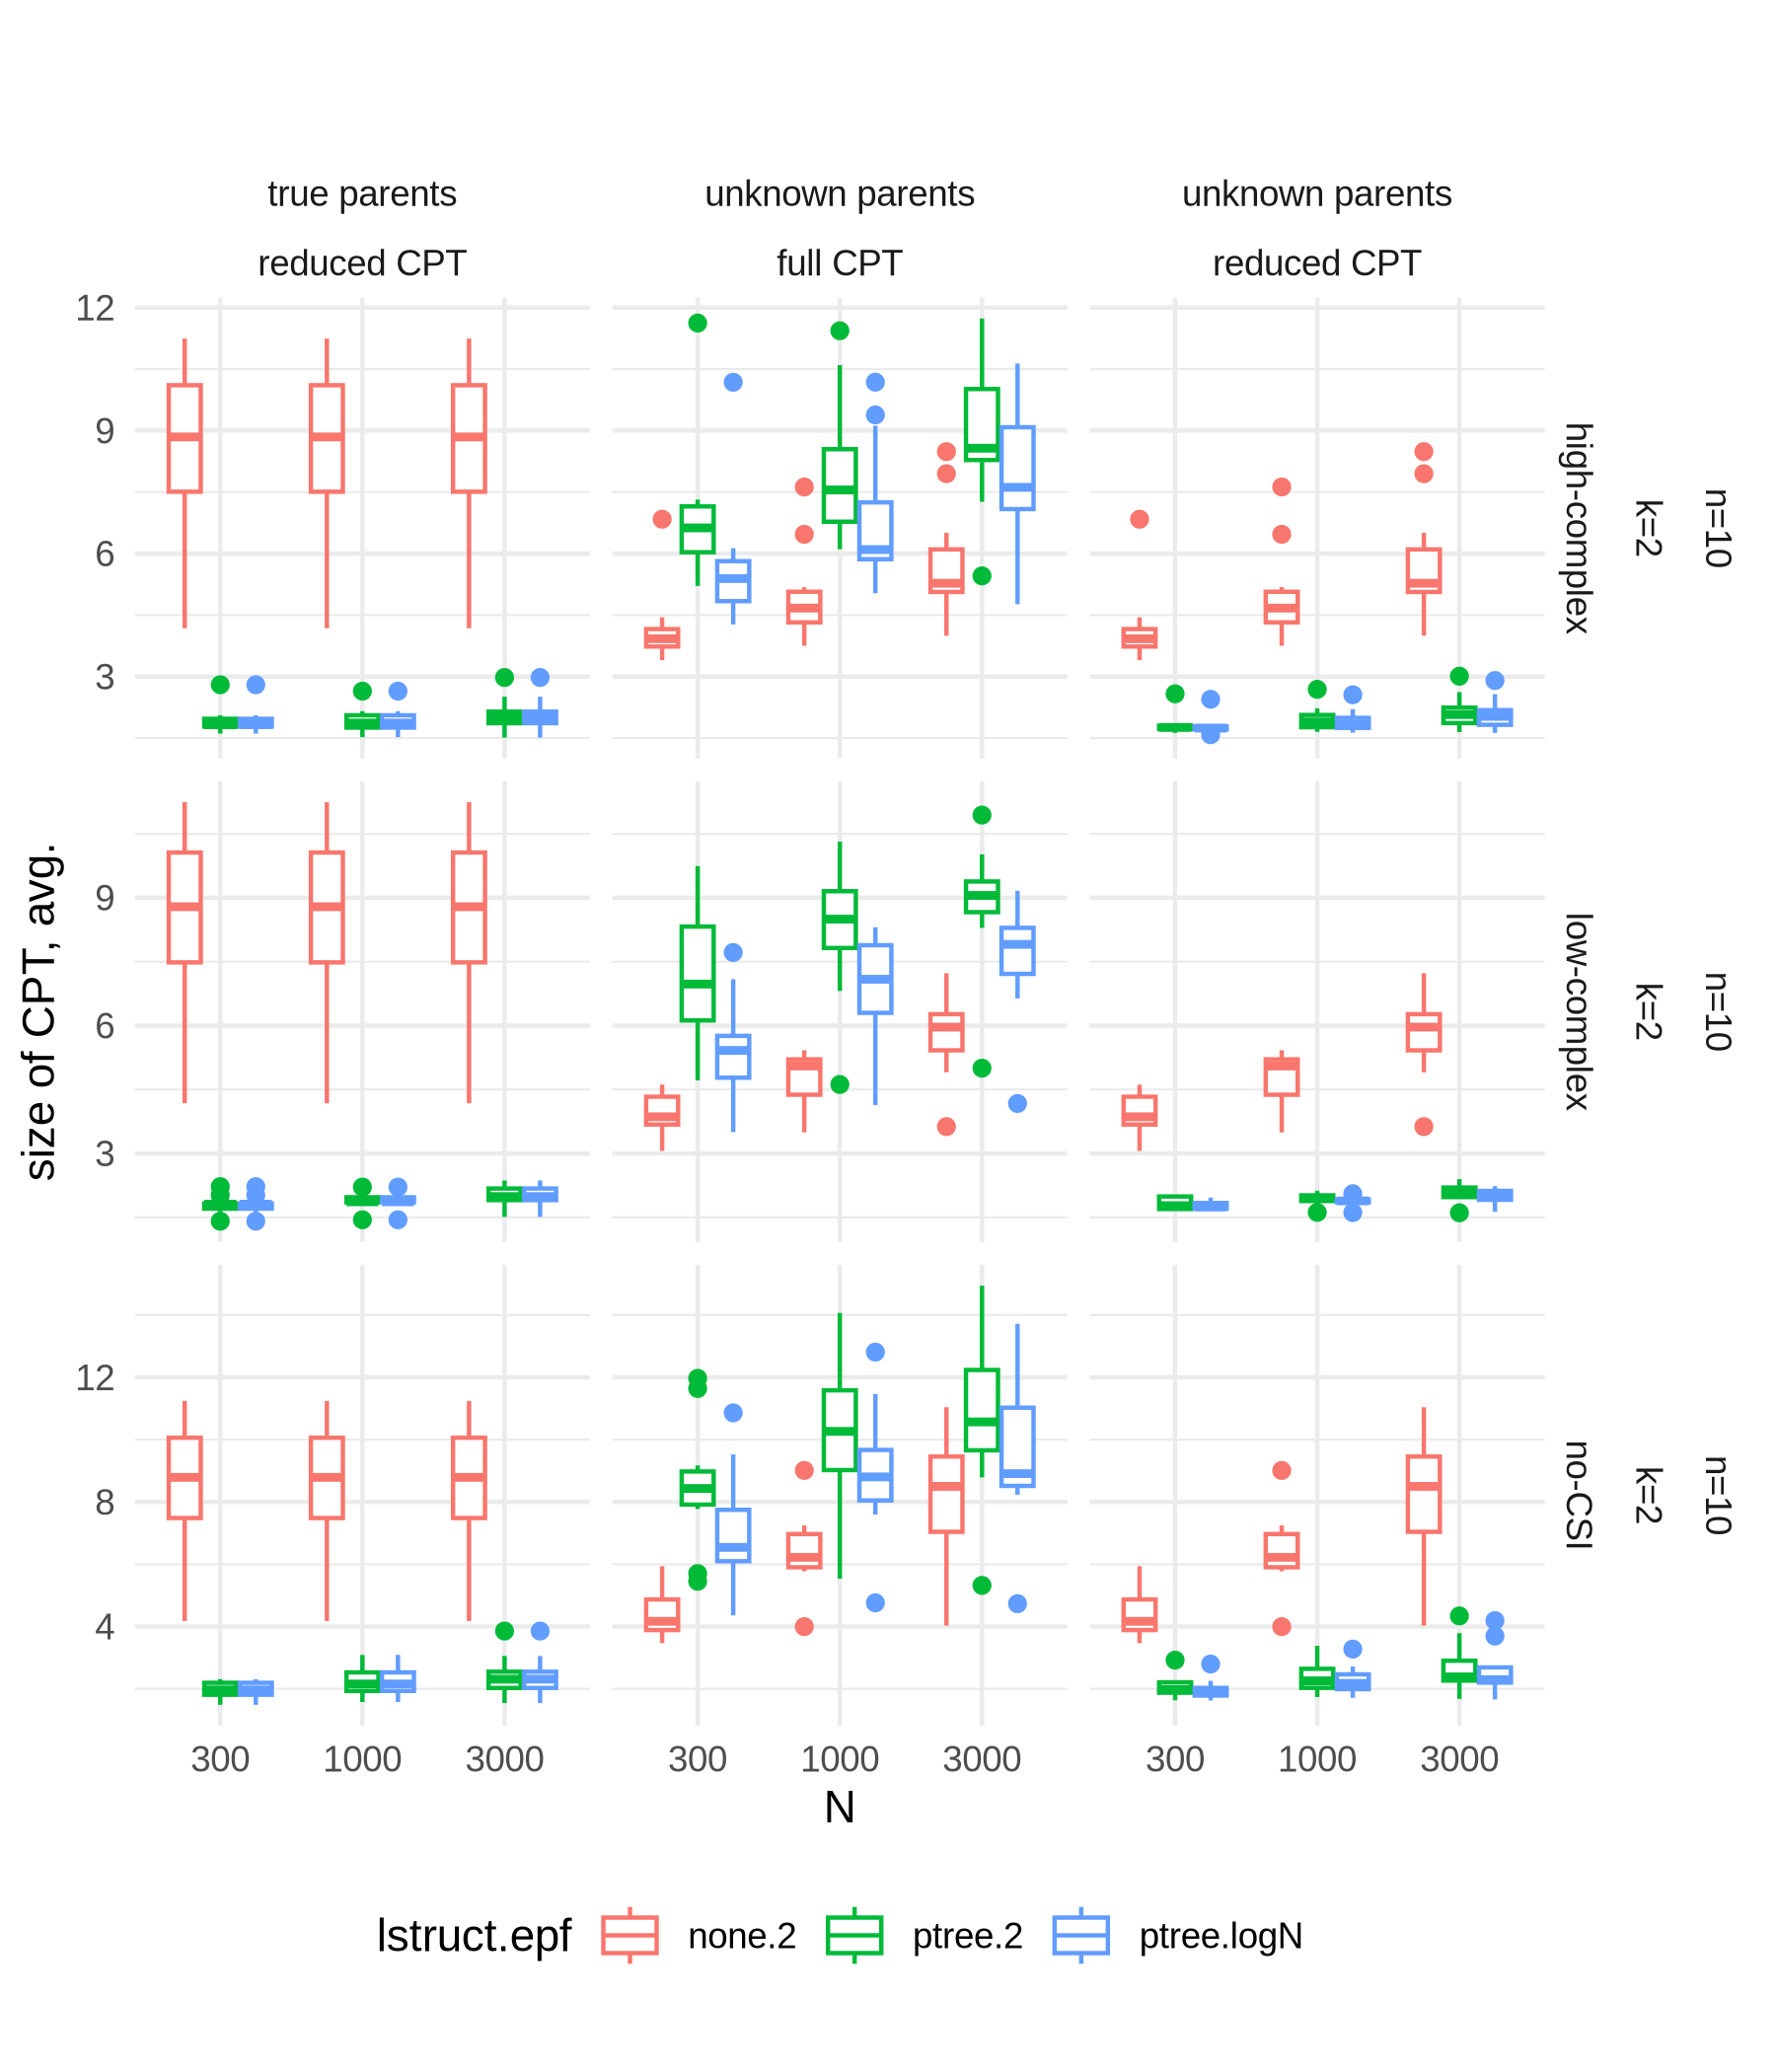 true parents
unknown parents
unknown parents
reduced CPT
full CPT
reduced CPT
12
9
6
3
high-complex
k=2
n=10
9
6
3
low-complex
k=2
n=10
12
8
4
no-CSI
k=2
n=10
size of CPT, avg.
300 1000 3000
300 1000 3000
300 1000 3000
N
lstruct.epf none.2 ptree.2 ptree.logN